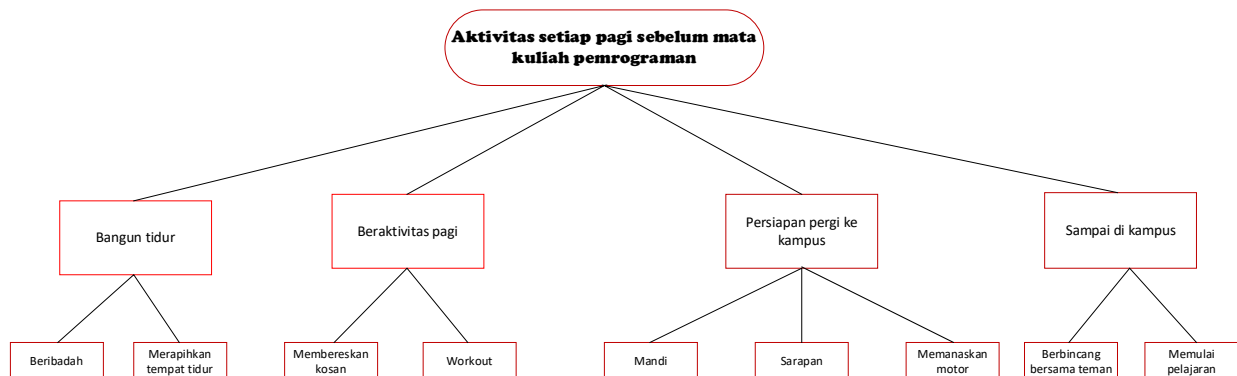 Aktivitas setiap pagi sebelum mata
kuliah pemrograman
Bangun tidur
Beraktivitas pagi
Persiapan pergi ke
kampus
Sampai di kampus
Beribadah
Merapihkan
tempat tidur
Membereskan
kosan
Workout
Mandi
Sarapan
Memanaskan
motor
Berbincang
bersama teman
Memulai
pelajaran